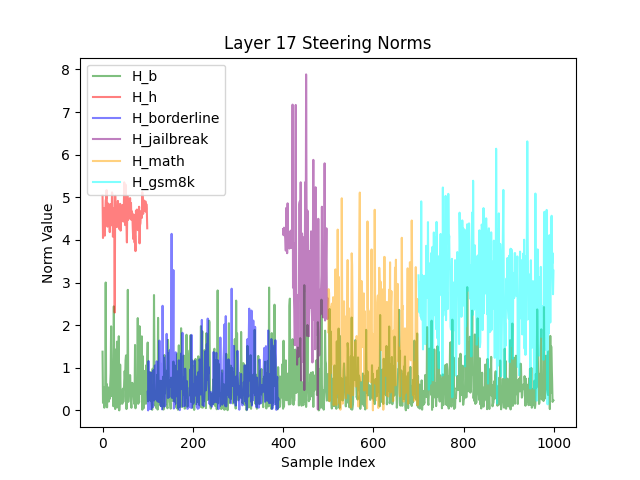 Layer 17 Steering Norms
H_b
H_h
H_borderline
H_jailbreak
H_math
H_gsm8k
Norm Value
8
7
6
5
4
3
2
1
0
0 200 400 600 800 1000
Sample Index